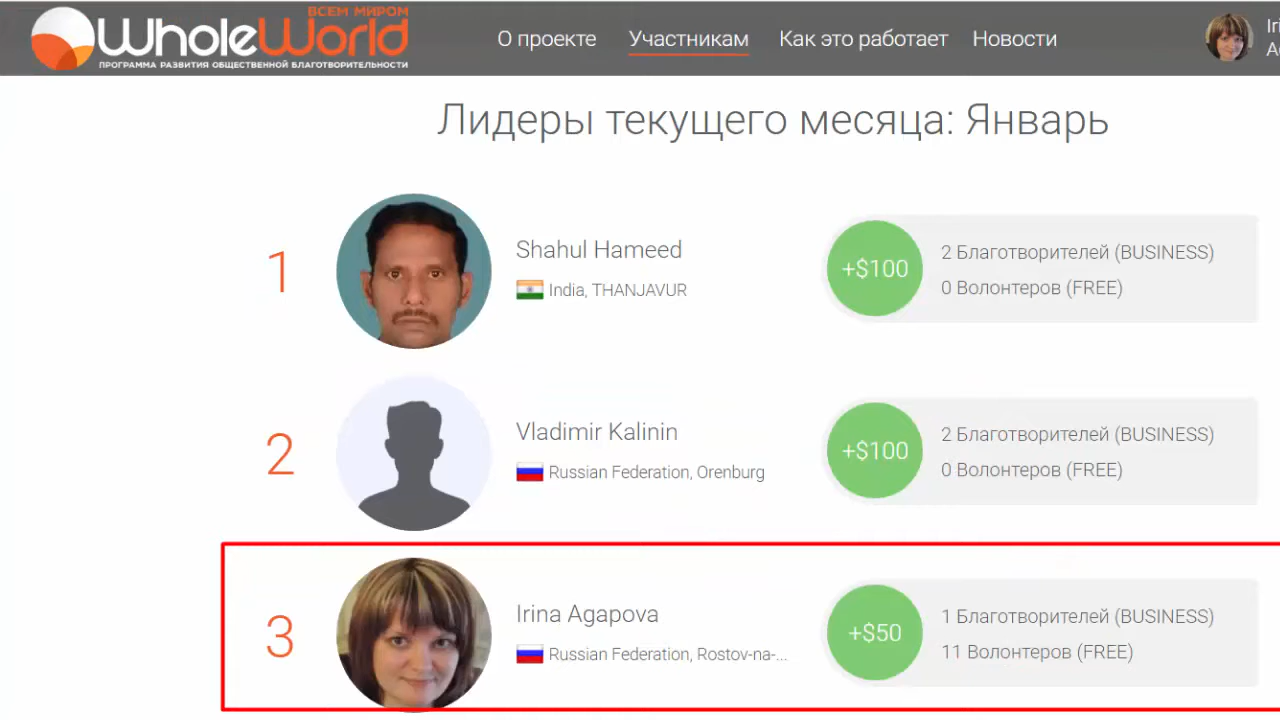 ВСЕМ МИРОМ
WholeWorld
ПРОГРАММА РАЗВИТИЯ ОБЩЕСТВЕННОЙ БЛАГОТВОРИТЕЛЬНОСТИ
О проекте Участникам Как это работает Новости
Лидеры текущего месяца: Январь
1
Shahul Hameed
India, THANJAVUR
+$100
2 Благотворителей (BUSINESS)
0 Волонтеров (FREE)
2
Vladimir Kalinin
Russian Federation, Orenburg
+$100
2 Благотворителей (BUSINESS)
0 Волонтеров (FREE)
3
Irina Agapova
Russian Federation, Rostov-na-...
+$50
1 Благотворителей (BUSINESS)
11 Волонтеров (FREE)